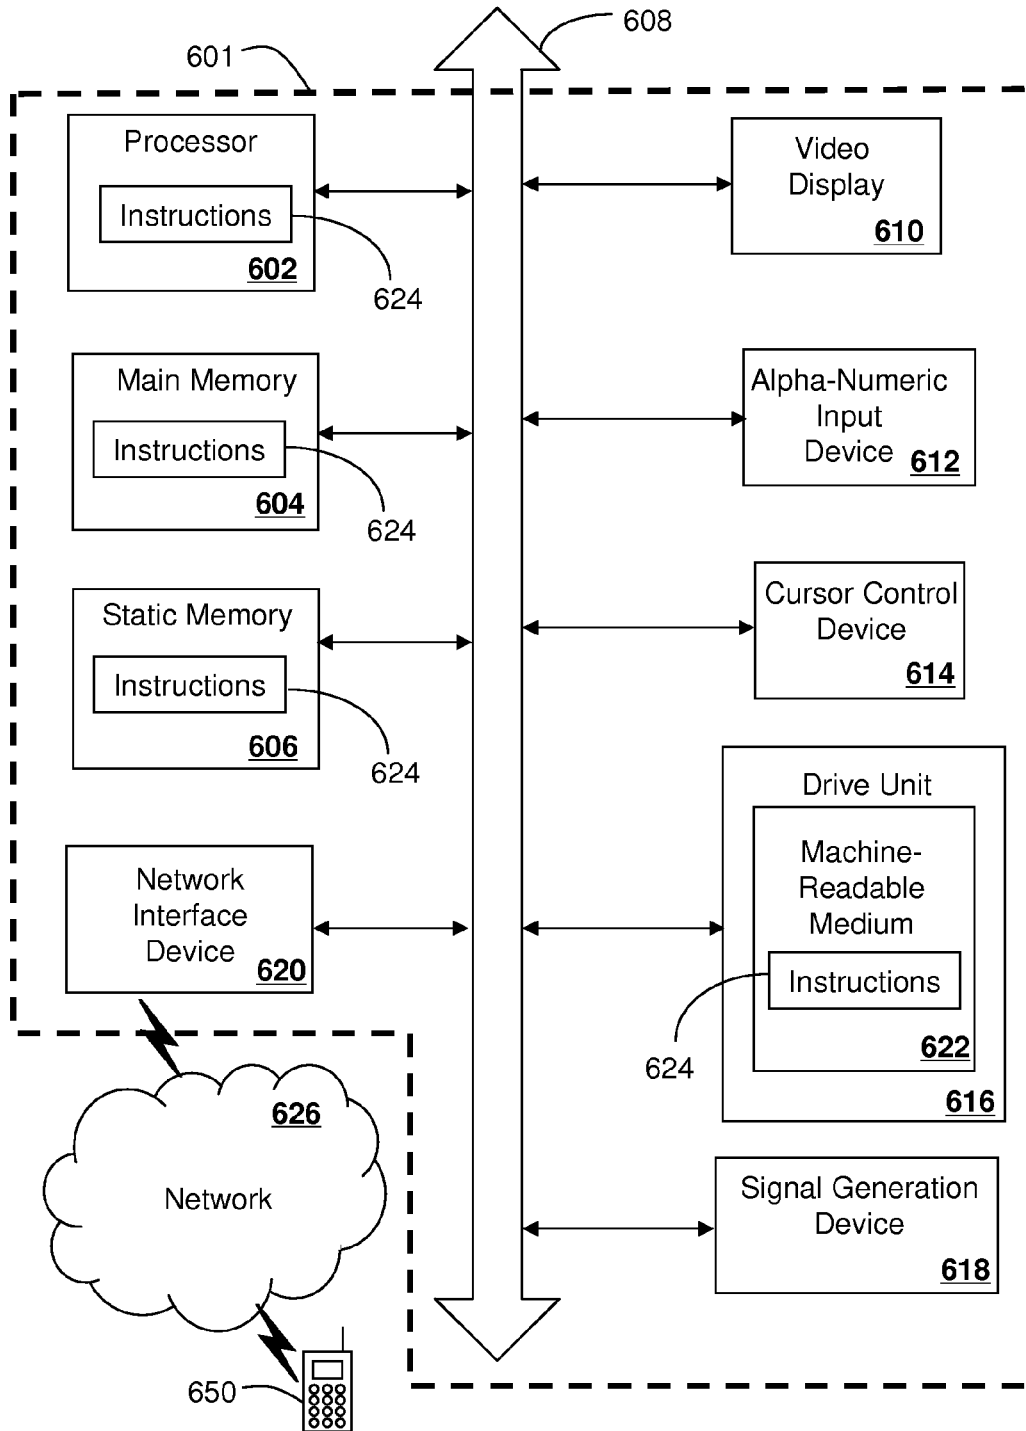 608
601
Processor
Instructions
602
624
Video
Display
610
Main Memory
Instructions
604
624
Alpha-Numeric
Input
Device
612
Static Memory
Instructions
606
624
Cursor Control
Device
614
Network
Interface
Device
620
Drive Unit
Machine-
Readable
Medium
Instructions
622
624
616
626
Network
Signal Generation
Device
618
650